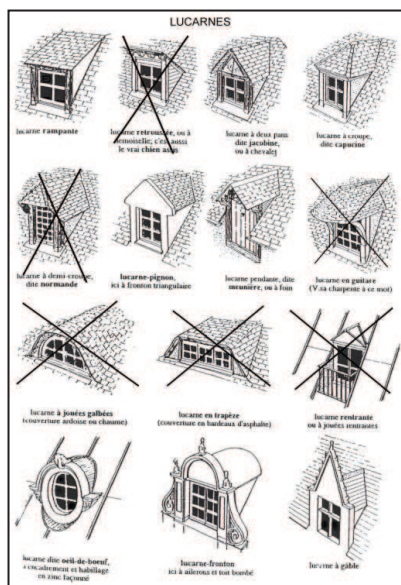 LUCARNES
lucarne rampante
lucarne retroussée, ou à
demoiselle; c'est aussi
le vrai chien assis
lucarne à deux pans
dite jacobine,
ou à chevalet
lucarne à croupe,
dite capucine
lucarne à demi-croupe,
dite normande
lucarne-pignon,
ici à fronton triangulaire
lucarne pendante, dite
meunière, ou à foin
lucarne en guitare
(V.sa charpente à ce mot)
lucarne à jouées galbées
(couverture ardoise ou chaume)
lucarne en trapèze
(couverture en bardeaux d'asphalte)
lucarne rentrante
ou à jouées rentrantes
lucarne dite oeil-de-boeuf,
à encadrement et habillage
en zinc façonné
lucarne-fronton
ici à ailerons et toit bombé
lucarne à gâble